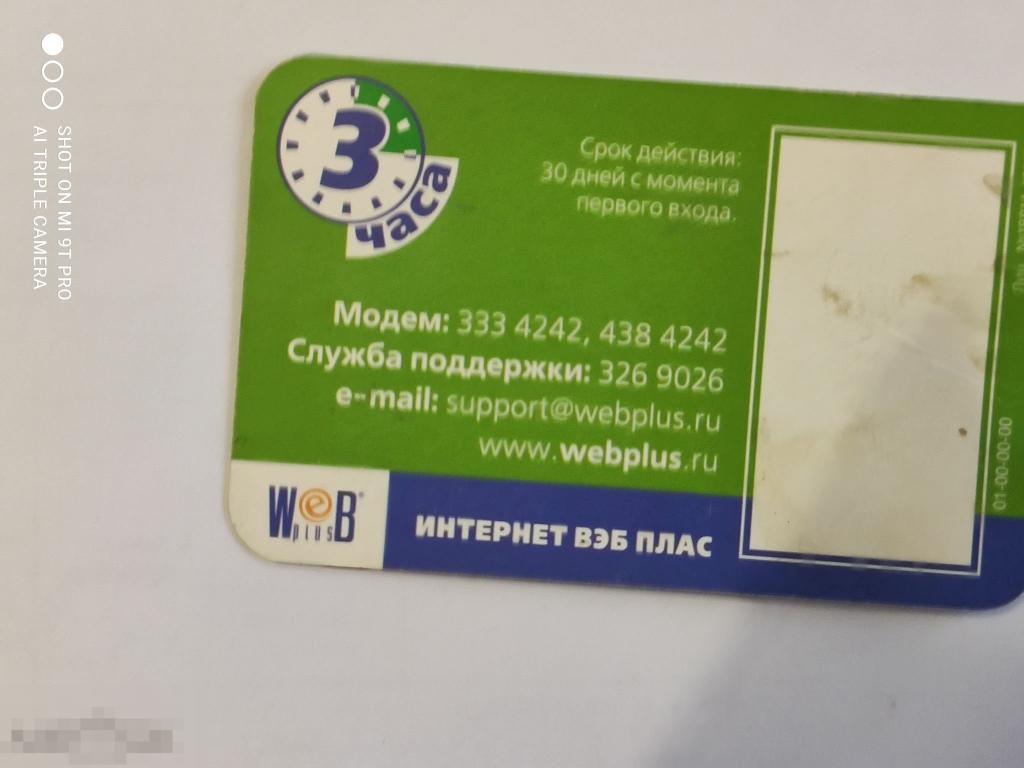 3
часа
Срок действия:
30 дней с момента
первого входа.
Модем: 333 4242, 438 4242
Служба поддержки: 326 9026
e-mail: support@webplus.ru
www.webplus.ru
WeB®
plus
ИНТЕРНЕТ ВЭБ ПЛАС
01-00-00-00
SHOT ON MI 9T PRO
AI TRIPLE CAMERA